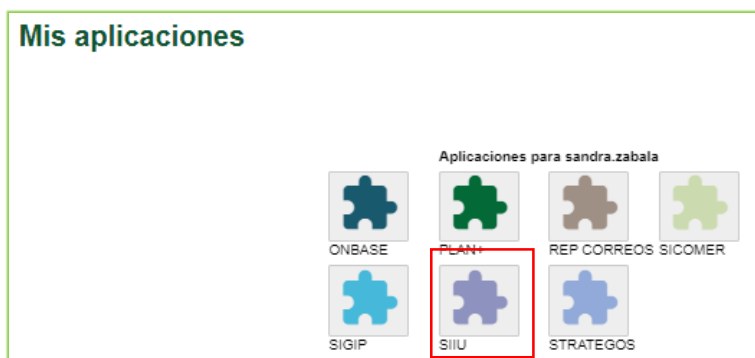 Mis aplicaciones
Aplicaciones para sandra.zabala
ONBASE PLAN+ REP CORREOS SICOMER
SIGIP SIIU STRATEGOS